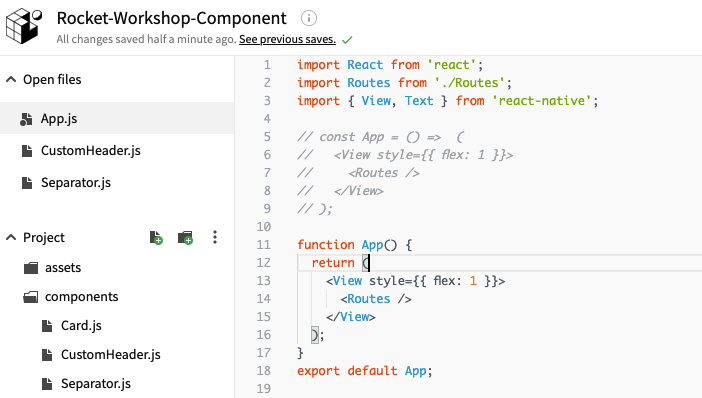 Rocket-Workshop-Component
All changes saved half a minute ago. See previous saves.
Open files
App.js
CustomHeader.js
Separator.js
Project
assets
components
Card.js
CustomHeader.js
Separator.js
1 import React from 'react';
2 import Routes from './Routes';
3 import { View, Text } from 'react-native';
4
5 // const App = () => (
6 //   <View style={{ flex: 1 }}>
7 //     <Routes />
8 //   </View>
9 // );
10
11 function App() {
12   return (
13     <View style={{ flex: 1 }}>
14       <Routes />
15     </View>
16   );
17 }
18 export default App;
19